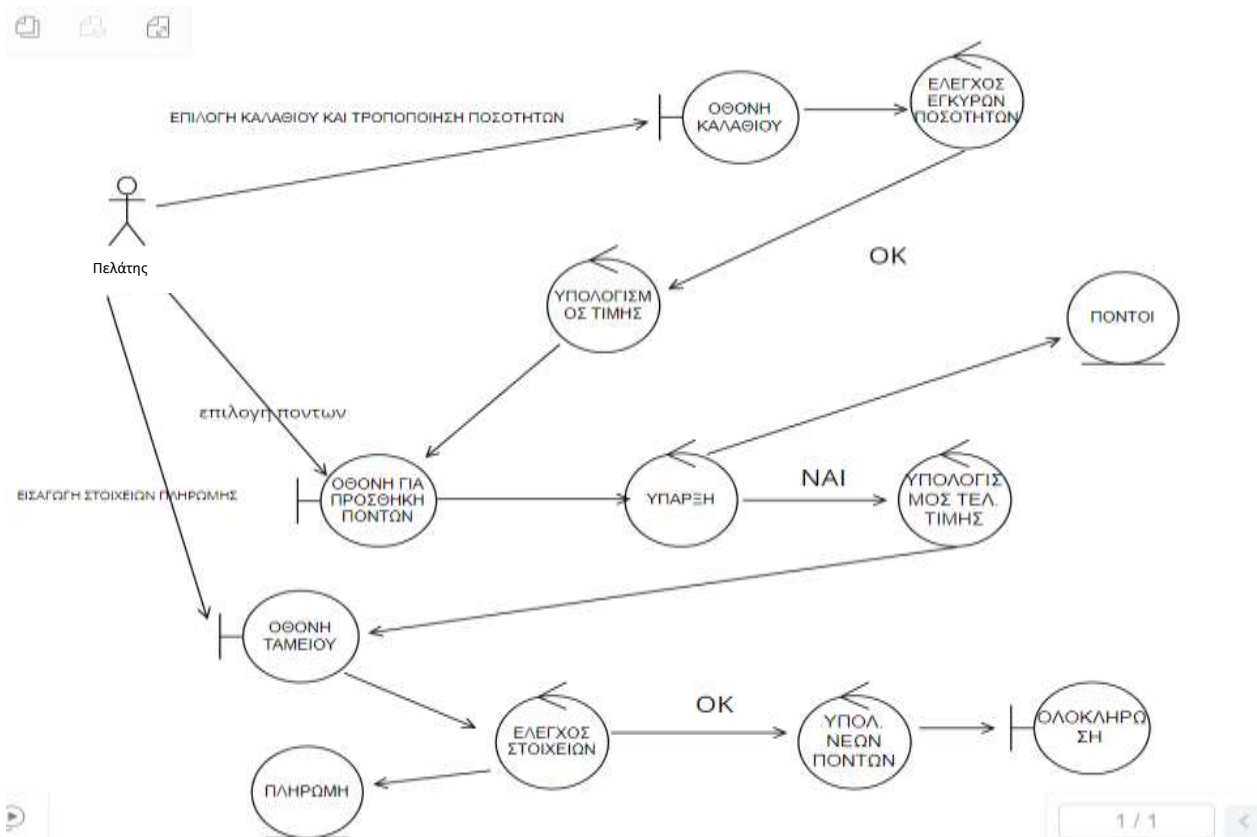 ΕΠΙΛΟΓΗ ΚΑΛΑΘΙΟΥ ΚΑΙ ΤΡΟΠΟΠΟΙΗΣΗ ΠΟΣΟΤΗΤΩΝ
ΟΘΟΝΗ
ΚΑΛΑΘΙΟΥ
ΕΛΕΓΧΟΣ
ΕΓΚΥΡΩΝ
ΠΟΣΟΤΗΤΩΝ
Πελάτης
OK
ΥΠΟΛΟΓΙΣΜ
ΟΣ ΤΙΜΗΣ
ΠΟΝΤΟΙ
επιλογη ποντων
ΕΙΣΑΓΩΓΗ ΣΤΟΙΧΕΙΩΝ ΠΛΗΡΩΜΗΣ
ΟΘΟΝΗ ΓΙΑ
ΠΡΟΣΘΗΚΗ
ΠΟΝΤΩΝ
ΥΠΑΡΞΗ
ΝΑΙ
ΥΠΟΛΟΓΙΣ
ΜΟΣ ΤΕΛ.
ΤΙΜΗΣ
ΟΘΟΝΗ
ΤΑΜΕΙΟΥ
ΕΛΕΓΧΟΣ
ΣΤΟΙΧΕΙΩΝ
OK
ΥΠΟΛ.
ΝΕΩΝ
ΠΟΝΤΩΝ
ΟΛΟΚΛΗΡΩ
ΣΗ
ΠΛΗΡΩΜΗ
1 / 1